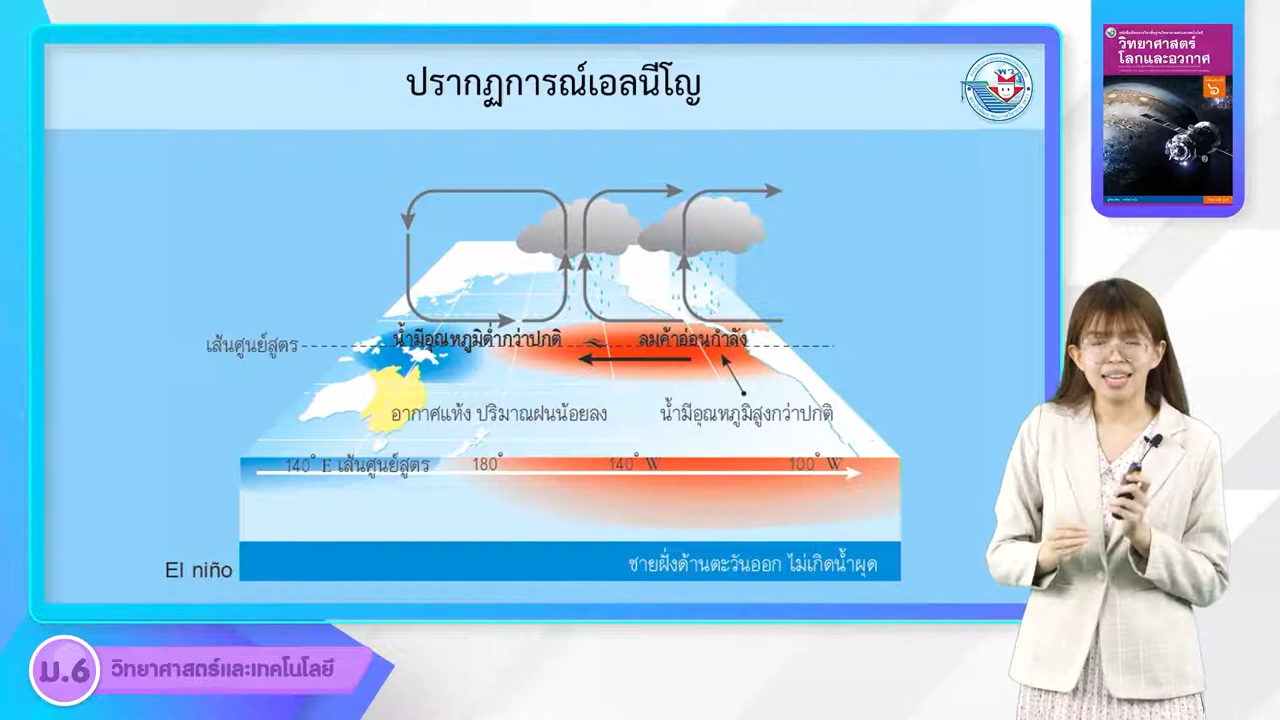 ปรากฏการณ์เอลนีโญ
วิทยาศาสตร์
โลกและอวกาศ
๖
เส้นศูนย์สูตร
น้ำมีอุณหภูมิต่ำกว่าปกติ
ลมค้าอ่อนกำลัง
อากาศแห้ง ปริมาณฝนน้อยลง
น้ำมีอุณหภูมิสูงกว่าปกติ
140° E เส้นศูนย์สูตร 180° 140° W 100° W
ชายฝั่งด้านตะวันออก ไม่เกิดน้ำผุด
El niño
ม.6 วิทยาศาสตร์และเทคโนโลยี